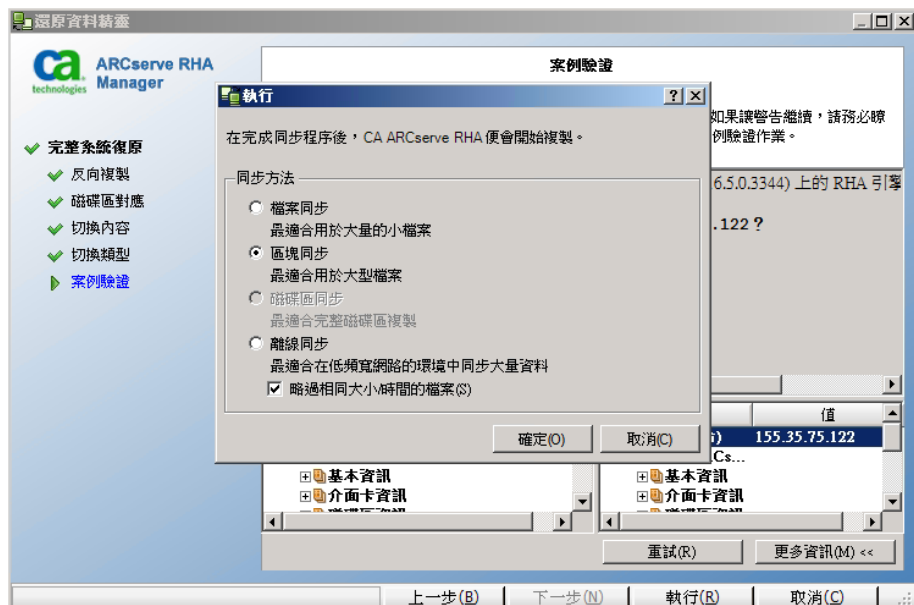 還原資料精靈
ca
technologies
ARCserve RHA
Manager
完整系統復原
反向複製
磁碟區對應
切換內容
切換類型
案例驗證
案例驗證
如果讓警告繼續，請務必瞭
例驗證作業。
6.5.0.3344) 上的 RHA 引擎
.122？
執行
在完成同步程序後，CA ARCserve RHA 便會開始複製。
同步方法
檔案同步
最適合用於大量的小檔案
區塊同步
最適合用於大型檔案
磁碟區同步
最適合完整磁碟區複製
離線同步
最適合在低頻寬網路的環境中同步大量資料
略過相同大小/時間的檔案(S)
確定(O)
取消(C)
值
155.35.75.122
Cs...
基本資訊
介面卡資訊
基本資訊
介面卡資訊
重試(R)
更多資訊(M) <<
上一步(B)
下一步(N)
執行(R)
取消(C)